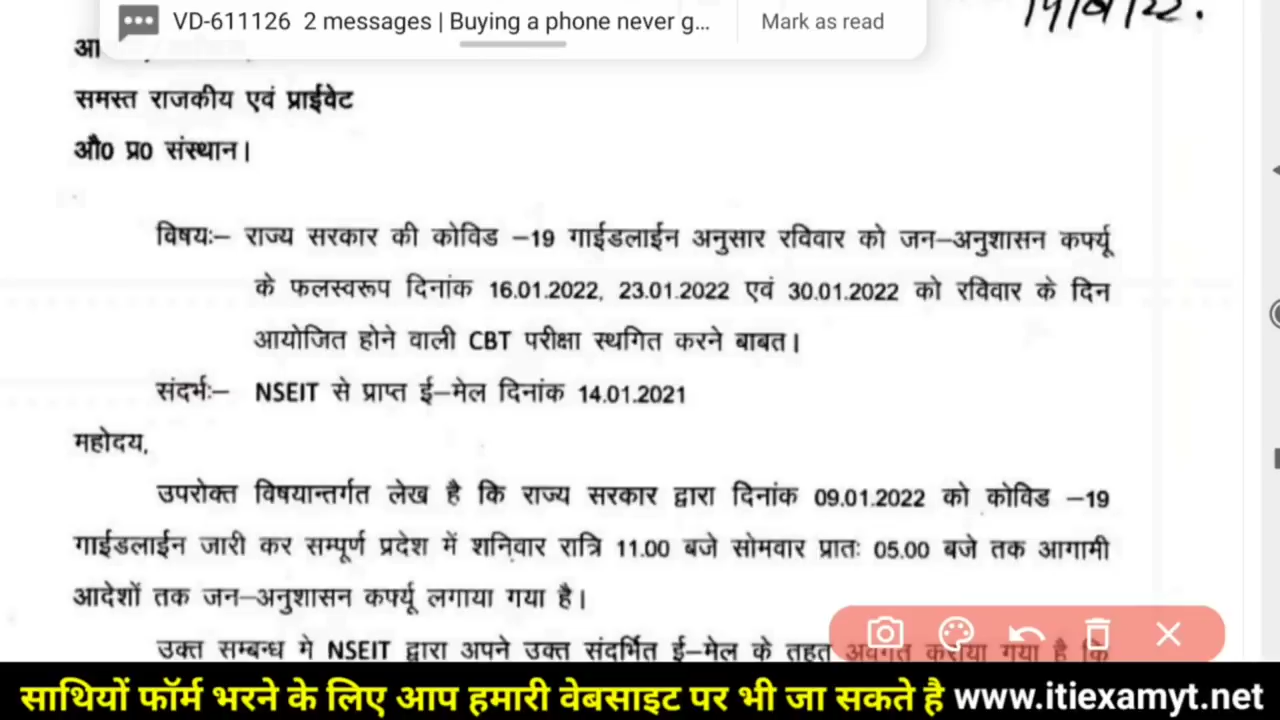 VD-611126 2 messages | Buying a phone never g... Mark as read
समस्त राजकीय एवं प्राईवेट
औ0 प्र0 संस्थान।
विषयः– राज्य सरकार की कोविड –19 गाईडलाईन अनुसार रविवार को जन–अनुशासन कर्फ्यू
के फलस्वरूप दिनांक 16.01.2022, 23.01.2022 एवं 30.01.2022 को रविवार के दिन
आयोजित होने वाली CBT परीक्षा स्थगित करने बाबत।
संदर्भः– NSEIT से प्राप्त ई–मेल दिनांक 14.01.2021
महोदय,
उपरोक्त विषयान्तर्गत लेख है कि राज्य सरकार द्वारा दिनांक 09.01.2022 को कोविड –19
गाईडलाईन जारी कर सम्पूर्ण प्रदेश में शनिवार रात्रि 11.00 बजे सोमवार प्रातः 05.00 बजे तक आगामी
आदेशों तक जन–अनुशासन कर्फ्यू लगाया गया है।
उक्त सम्बन्ध मे NSEIT द्वारा अपने उक्त संदर्भित ई–मेल के तहत अवगत कराया गया है कि
साथियों फॉर्म भरने के लिए आप हमारी वेबसाइट पर भी जा सकते है www.itiexamyt.net